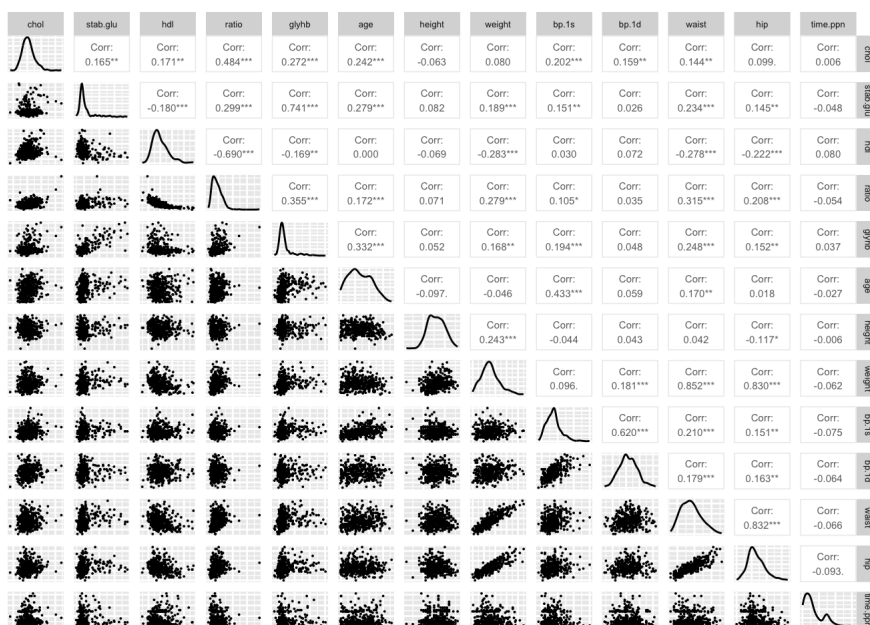 chol stab.glu hdl ratio glyhb age height weight bp.1s bp.1d waist hip time.ppn
Corr: Corr: Corr: Corr: Corr: Corr: Corr: Corr: Corr: Corr: Corr: Corr:
0.165** 0.171** 0.484*** 0.272*** 0.242*** -0.063 0.080 0.202*** 0.159** 0.144** 0.099. 0.006
chol
Corr: Corr: Corr: Corr: Corr: Corr: Corr: Corr: Corr: Corr: Corr:
-0.180*** 0.299*** 0.741*** 0.279*** 0.082 0.189*** 0.151** 0.026 0.234*** 0.145** -0.048
stab.glu
Corr: Corr: Corr: Corr: Corr: Corr: Corr: Corr: Corr: Corr:
-0.690*** -0.169** 0.000 -0.069 -0.283*** 0.030 0.072 -0.278*** -0.222*** 0.080
hdl
Corr: Corr: Corr: Corr: Corr: Corr: Corr: Corr: Corr:
0.355*** 0.172*** 0.071 0.279*** 0.105* 0.035 0.315*** 0.208*** -0.054
ratio
Corr: Corr: Corr: Corr: Corr: Corr: Corr: Corr:
0.332*** 0.052 0.168** 0.194*** 0.048 0.248*** 0.152** 0.037
glyhb
Corr: Corr: Corr: Corr: Corr: Corr: Corr:
-0.097. -0.046 0.433*** 0.059 0.170** 0.018 -0.027
age
Corr: Corr: Corr: Corr: Corr: Corr:
0.243*** -0.044 0.043 0.042 -0.117* -0.006
height
Corr: Corr: Corr: Corr: Corr:
0.096. 0.181*** 0.852*** 0.830*** -0.062
weight
Corr: Corr: Corr: Corr:
0.620*** 0.210*** 0.151** -0.075
bp.1s
Corr: Corr: Corr:
0.179*** 0.163** -0.064
bp.1d
Corr: Corr:
0.832*** -0.066
waist
Corr:
-0.093.
hip
time.ppn